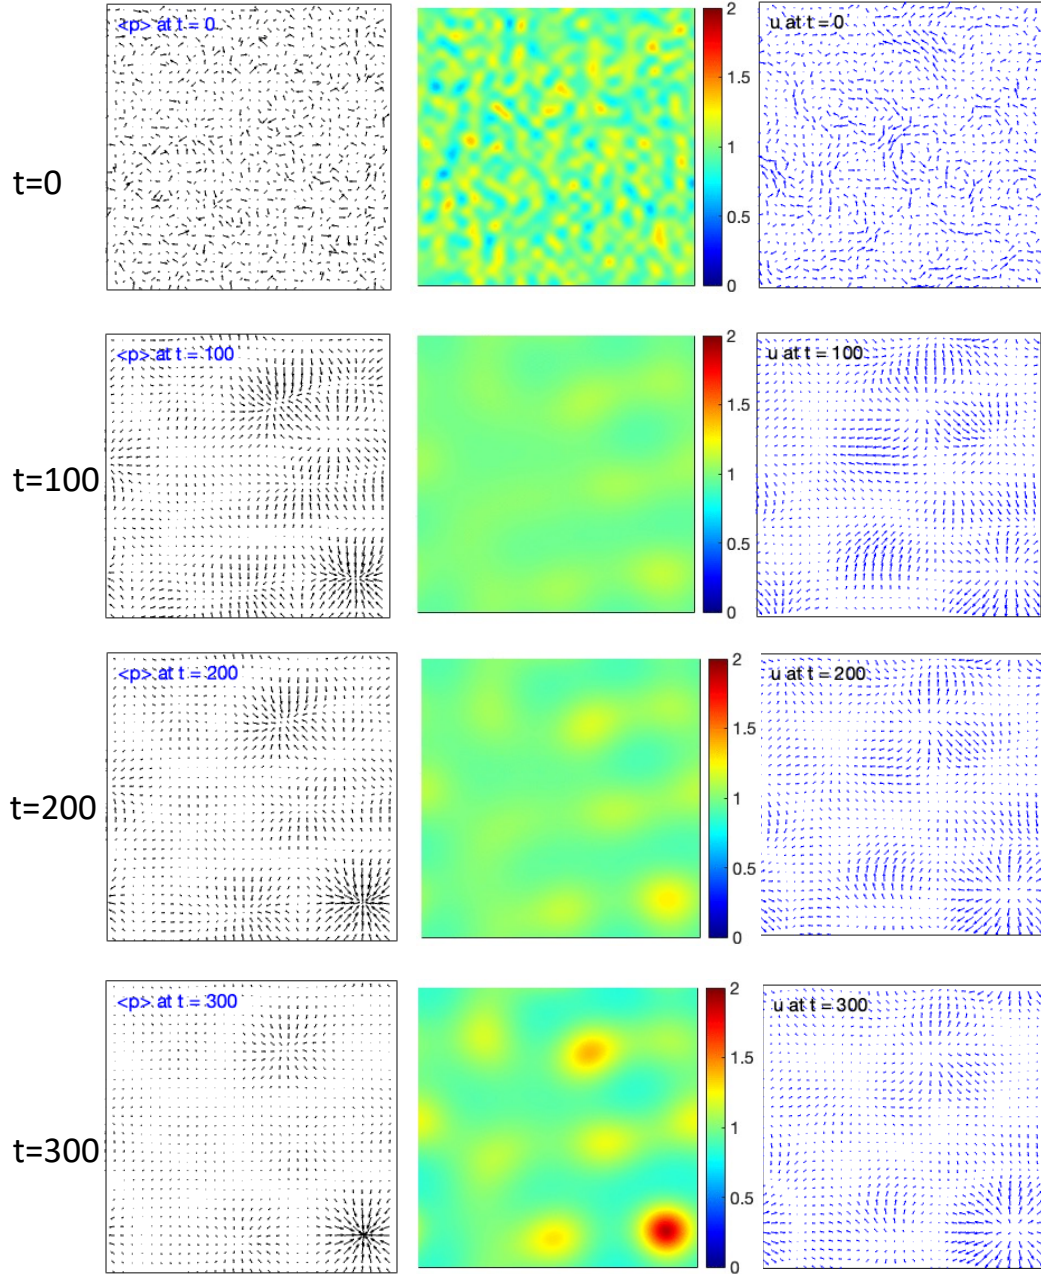 <p> at t = 0
2
1.5
1
0.5
0
u at t = 0
t=0
<p> at t = 100
2
1.5
1
0.5
0
u at t = 100
t=100
<p> at t = 200
2
1.5
1
0.5
0
u at t = 200
t=200
<p> at t = 300
2
1.5
1
0.5
0
u at t = 300
t=300